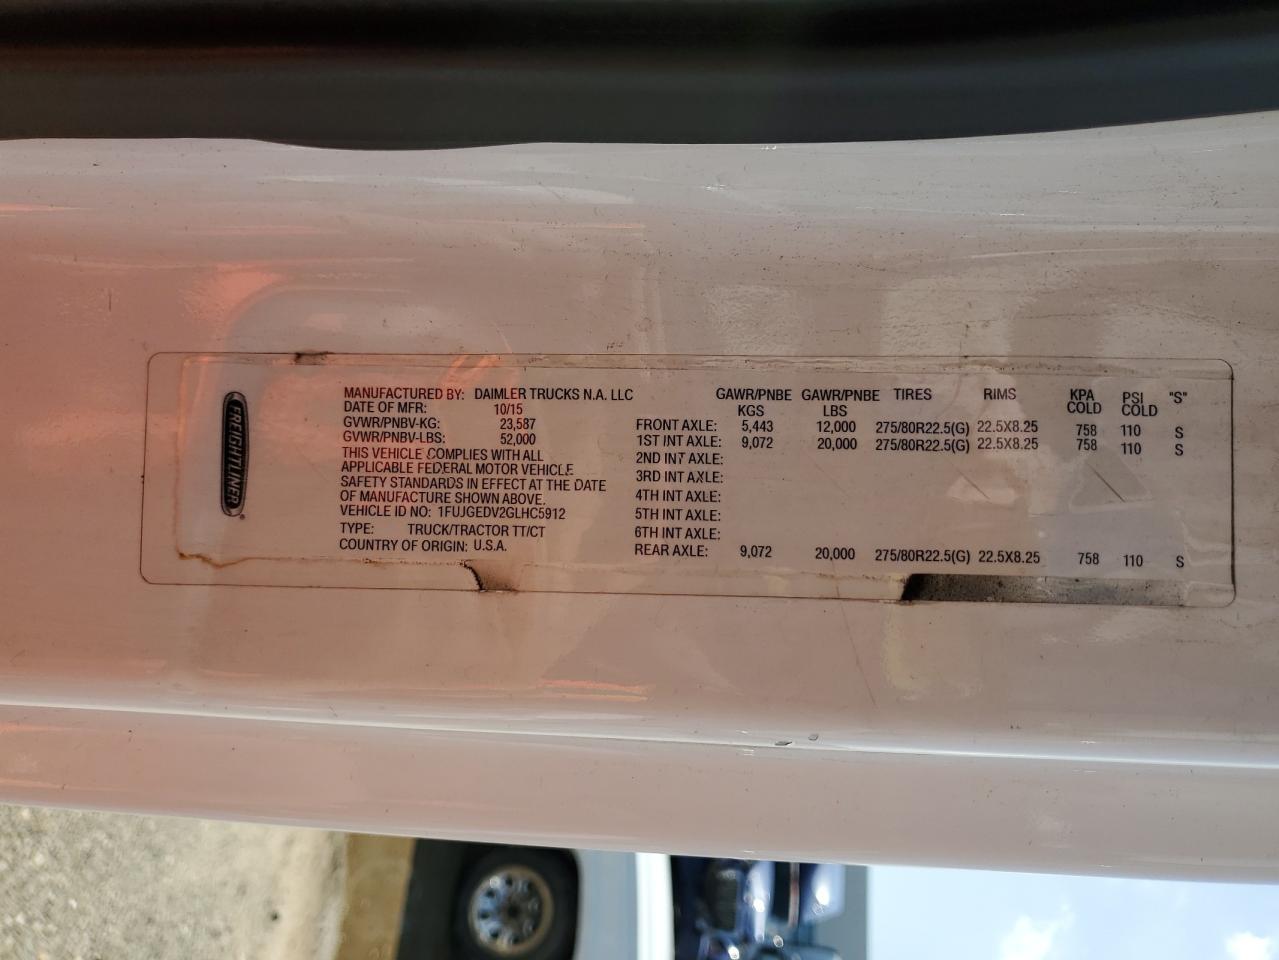 FREIGHTLINER
MANUFACTURED BY: DAIMLER TRUCKS N.A. LLC
DATE OF MFR: 10/15
GVWR/PNBV-KG: 23,587
GVWR/PNBV-LBS: 52,000
THIS VEHICLE COMPLIES WITH ALL
APPLICABLE FEDERAL MOTOR VEHICLE
SAFETY STANDARDS IN EFFECT AT THE DATE
OF MANUFACTURE SHOWN ABOVE.
VEHICLE ID NO: 1FUJGEDV2GLHC5912
TYPE: TRUCK/TRACTOR TT/CT
COUNTRY OF ORIGIN: U.S.A.
GAWR/PNBE GAWR/PNBE TIRES RIMS KPA PSI "S"
KGS LBS COLD COLD
FRONT AXLE: 5,443 12,000 275/80R22.5(G) 22.5X8.25 758 110 S
1ST INT AXLE: 9,072 20,000 275/80R22.5(G) 22.5X8.25 758 110 S
2ND INT AXLE:
3RD INT AXLE:
4TH INT AXLE:
5TH INT AXLE:
6TH INT AXLE:
REAR AXLE: 9,072 20,000 275/80R22.5(G) 22.5X8.25 758 110 S